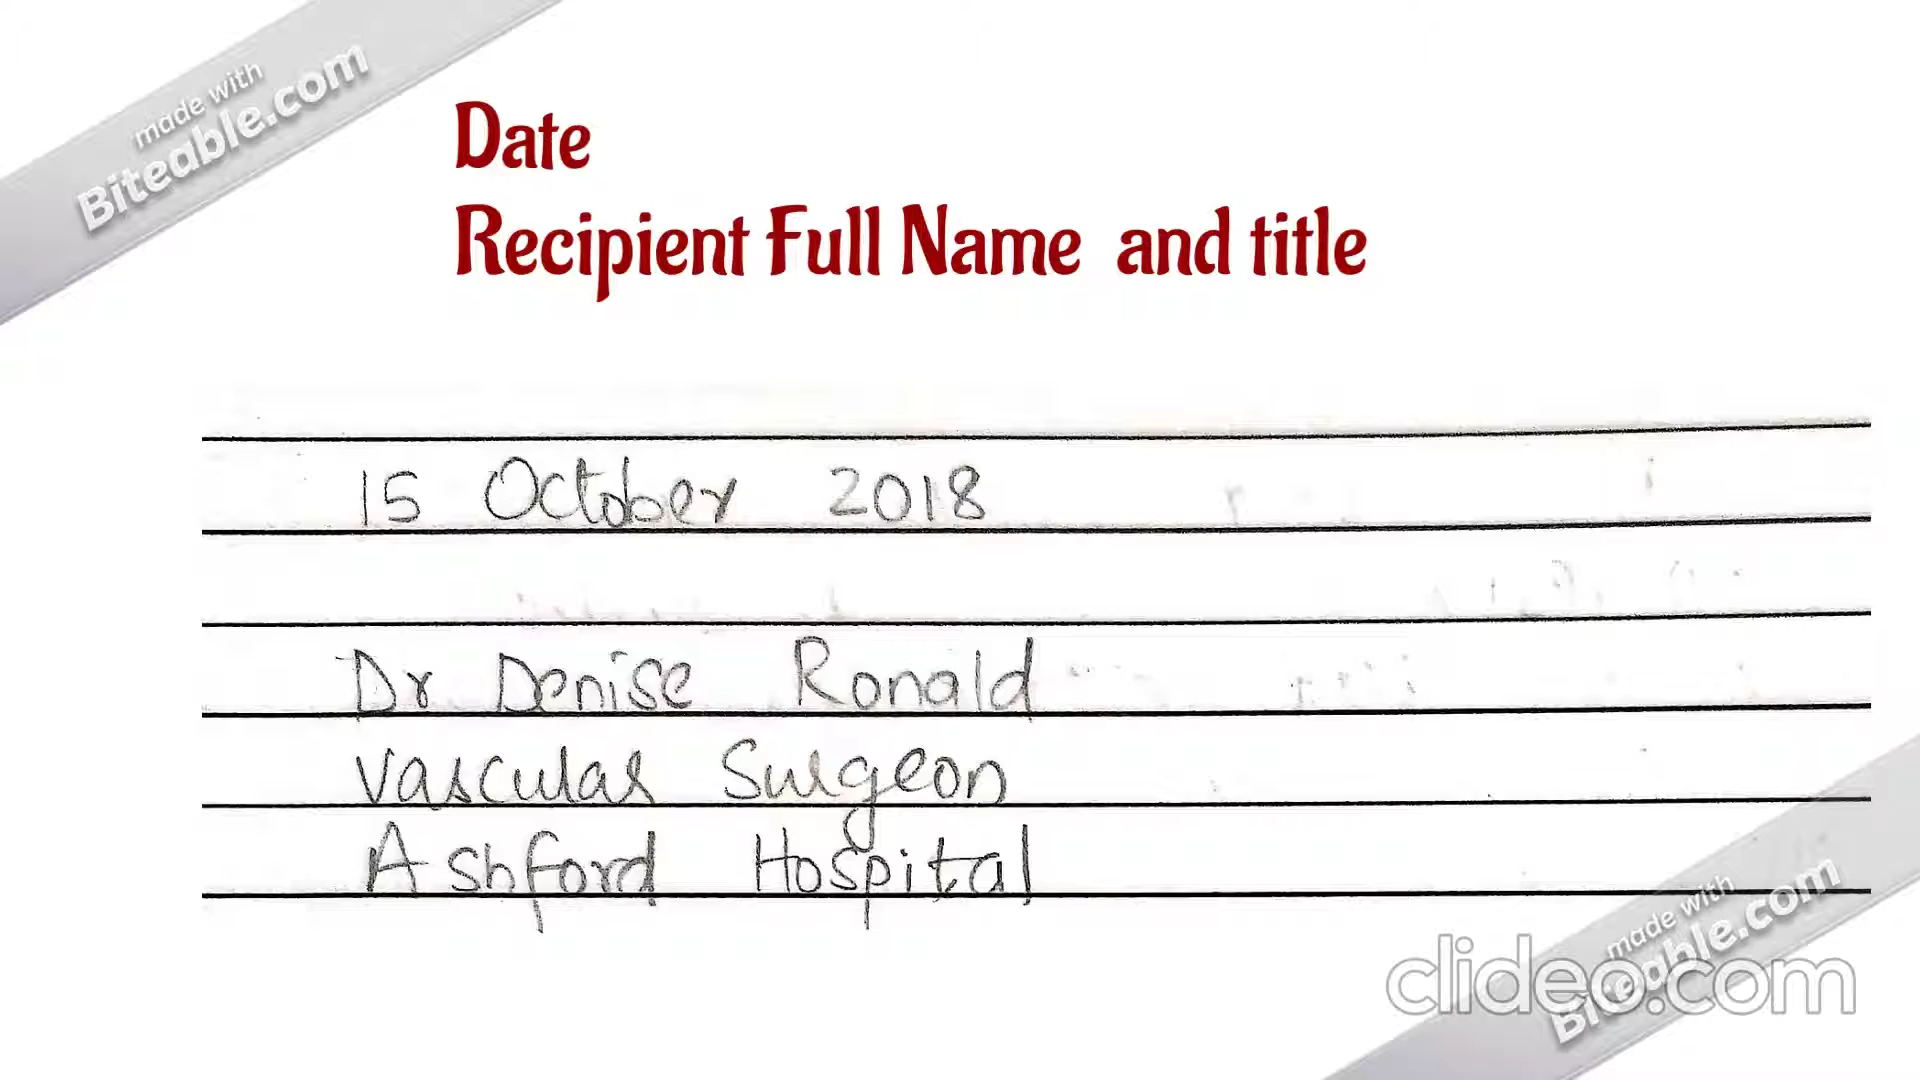 made with
Biteable.com
Date
Recipient Full Name and title
15 October 2018
Dr Denise Ronald
Vascular Surgeon
Ashford Hospital
made with
Biteable.com
clideo.com